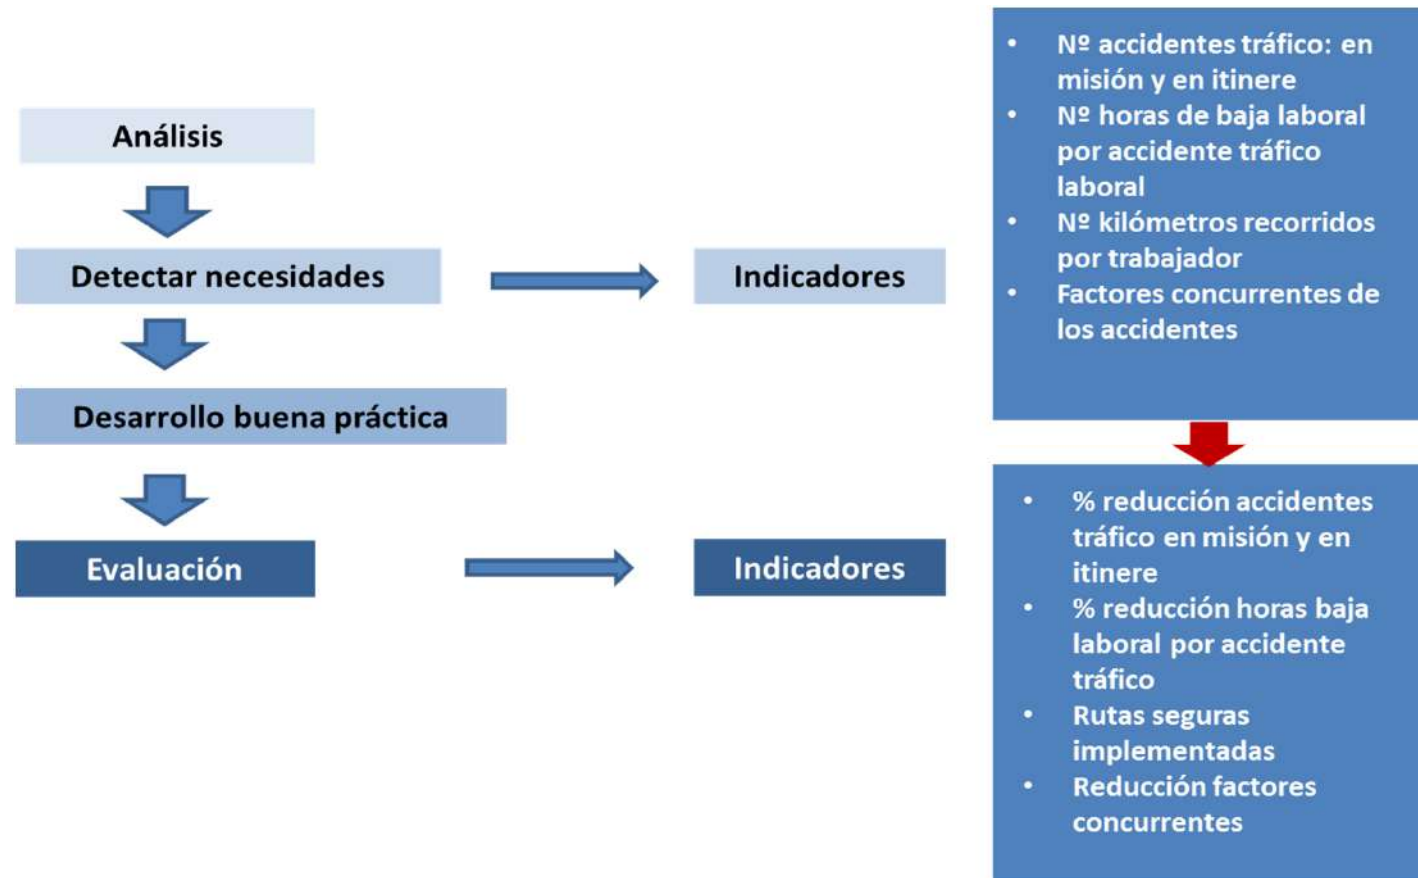 Análisis
Detectar necesidades
Indicadores
Desarrollo buena práctica
Evaluación
Indicadores
• Nº accidentes tráfico: en
misión y en itinere
• Nº horas de baja laboral
por accidente tráfico
laboral
• Nº kilómetros recorridos
por trabajador
• Factores concurrentes de
los accidentes
• % reducción accidentes
tráfico en misión y en
itinere
• % reducción horas baja
laboral por accidente
tráfico
• Rutas seguras
implementadas
• Reducción factores
concurrentes